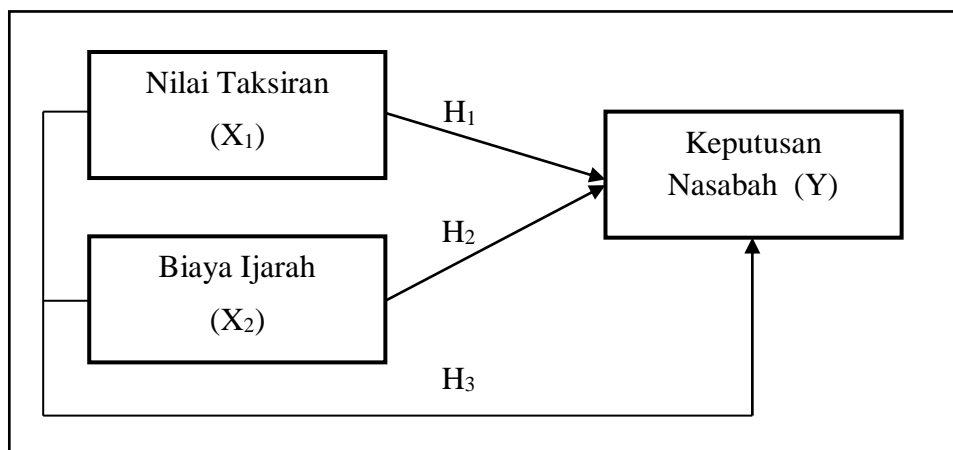 Nilai Taksiran
(X₁)
H₁
Keputusan
Nasabah (Y)
H₂
Biaya Ijarah
(X₂)
H₃